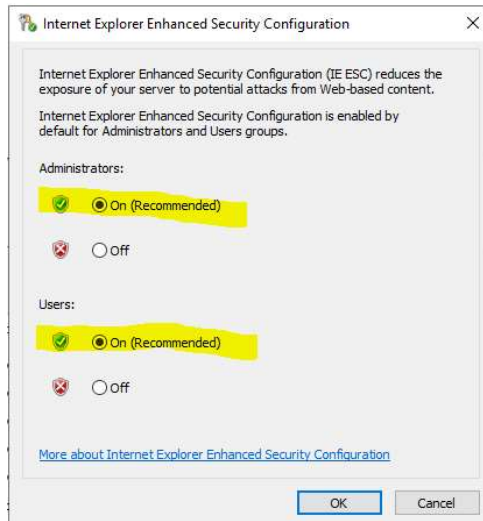 Internet Explorer Enhanced Security Configuration
Internet Explorer Enhanced Security Configuration (IE ESC) reduces the
exposure of your server to potential attacks from Web-based content.
Internet Explorer Enhanced Security Configuration is enabled by
default for Administrators and Users groups.
Administrators:
On (Recommended)
Off
Users:
On (Recommended)
Off
More about Internet Explorer Enhanced Security Configuration
OK Cancel